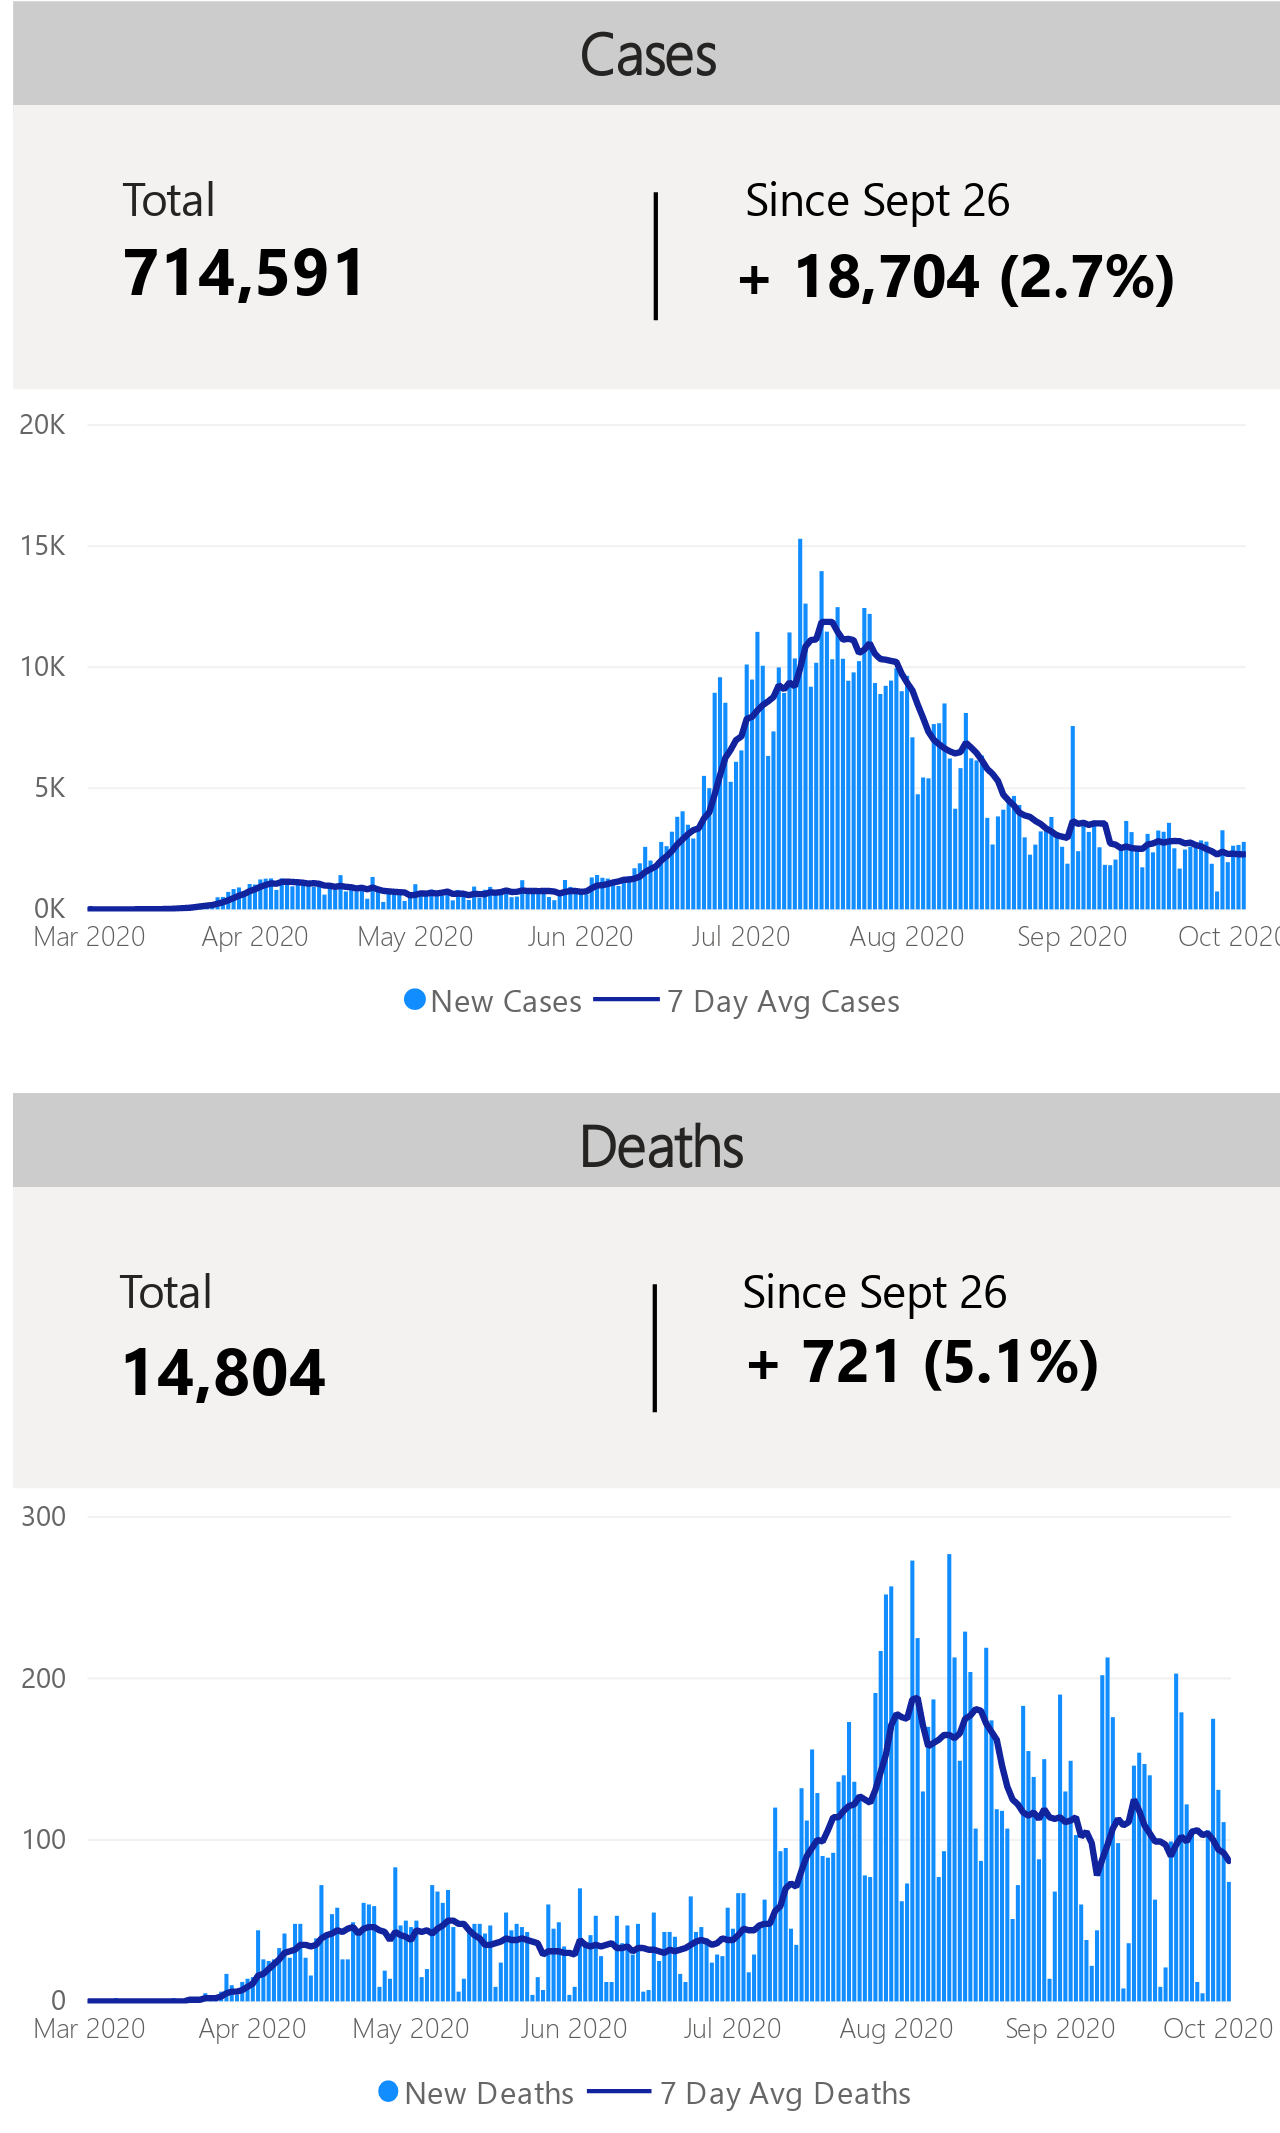 Cases
Total
Since Sept 26
714,591
+ 18,704 (2.7%)
20K
15K
10K
5K
0K
Mar 2020 Apr 2020 May 2020 Jun 2020 Jul 2020 Aug 2020 Sep 2020 Oct 2020
New Cases 7 Day Avg Cases
Deaths
Total
Since Sept 26
14,804
+ 721 (5.1%)
300
200
100
0
Mar 2020 Apr 2020 May 2020 Jun 2020 Jul 2020 Aug 2020 Sep 2020 Oct 2020
New Deaths 7 Day Avg Deaths